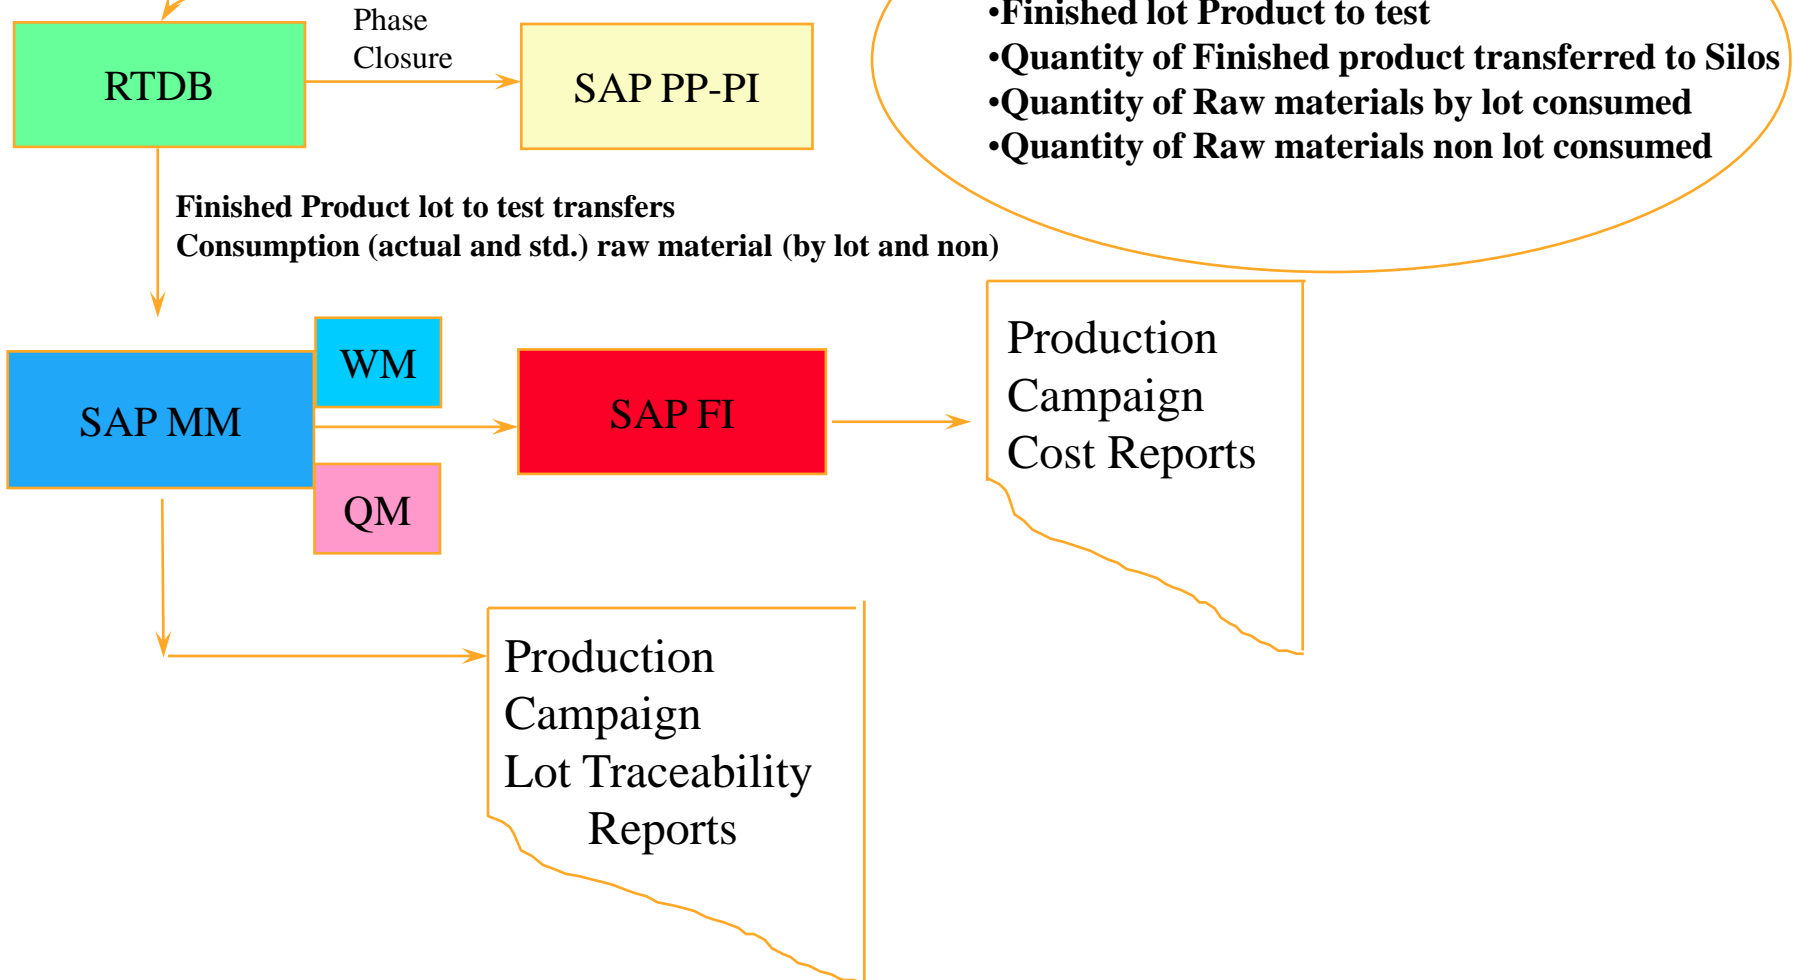 Phase
Closure
RTDB
SAP PP-PI
•Finished lot Product to test
•Quantity of Finished product transferred to Silos
•Quantity of Raw materials by lot consumed
•Quantity of Raw materials non lot consumed
Finished Product lot to test transfers
Consumption (actual and std.) raw material (by lot and non)
WM
SAP MM
QM
SAP FI
Production
Campaign
Cost Reports
Production
Campaign
Lot Traceability
Reports